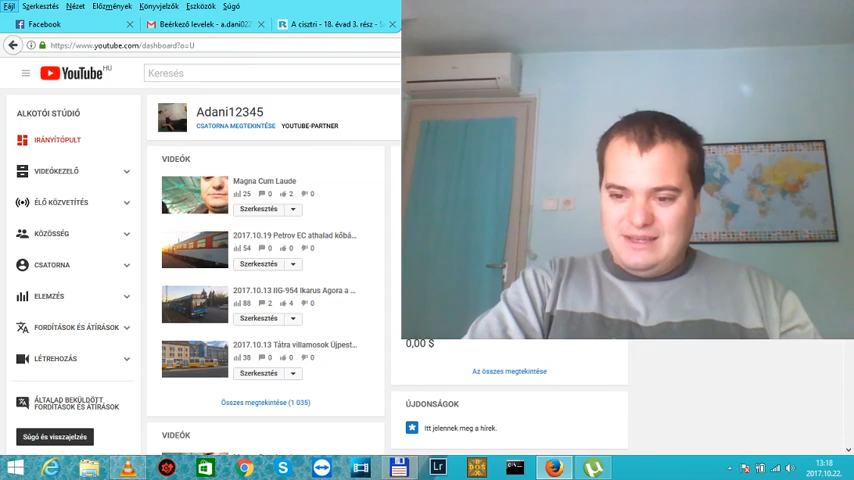 Fájl Szerkesztés Nézet Előzmények Könyvjelzők Eszközök Súgó
Facebook
Beérkező levelek - a.dani022
A cisztri - 18. évad 3. rész - S
https://www.youtube.com/dashboard?o=U
YouTube HU
Keresés
ALKOTÓI STÚDIÓ
IRÁNYÍTÓPULT
VIDEÓKEZELŐ
ÉLŐ KÖZVETÍTÉS
KÖZÖSSÉG
CSATORNA
ELEMZÉS
FORDÍTÁSOK ÉS ÁTÍRÁSOK
LÉTREHOZÁS
ÁLTALAD BEKÜLDÖTT
FORDÍTÁSOK ÉS ÁTÍRÁSOK
Súgó és visszajelzés
Adani12345
CSATORNA MEGTEKINTÉSE YOUTUBE-PARTNER
VIDEÓK
Magna Cum Laude
25 0 2 0
Szerkesztés
2017.10.19 Petrov EC athalad kőbá...
54 0 0 0
Szerkesztés
2017.10.13 IIG-954 Ikarus Agora a ...
88 2 4 0
Szerkesztés
2017.10.13 Tátra villamosok Újpest...
38 0 0 0
Szerkesztés
Összes megtekintése (1 035)
VIDEÓK
0,00 $
Az összes megtekintése
ÚJDONSÁGOK
Itt jelennek meg a hírek.
Lr
DOS
13:18
2017.10.22.